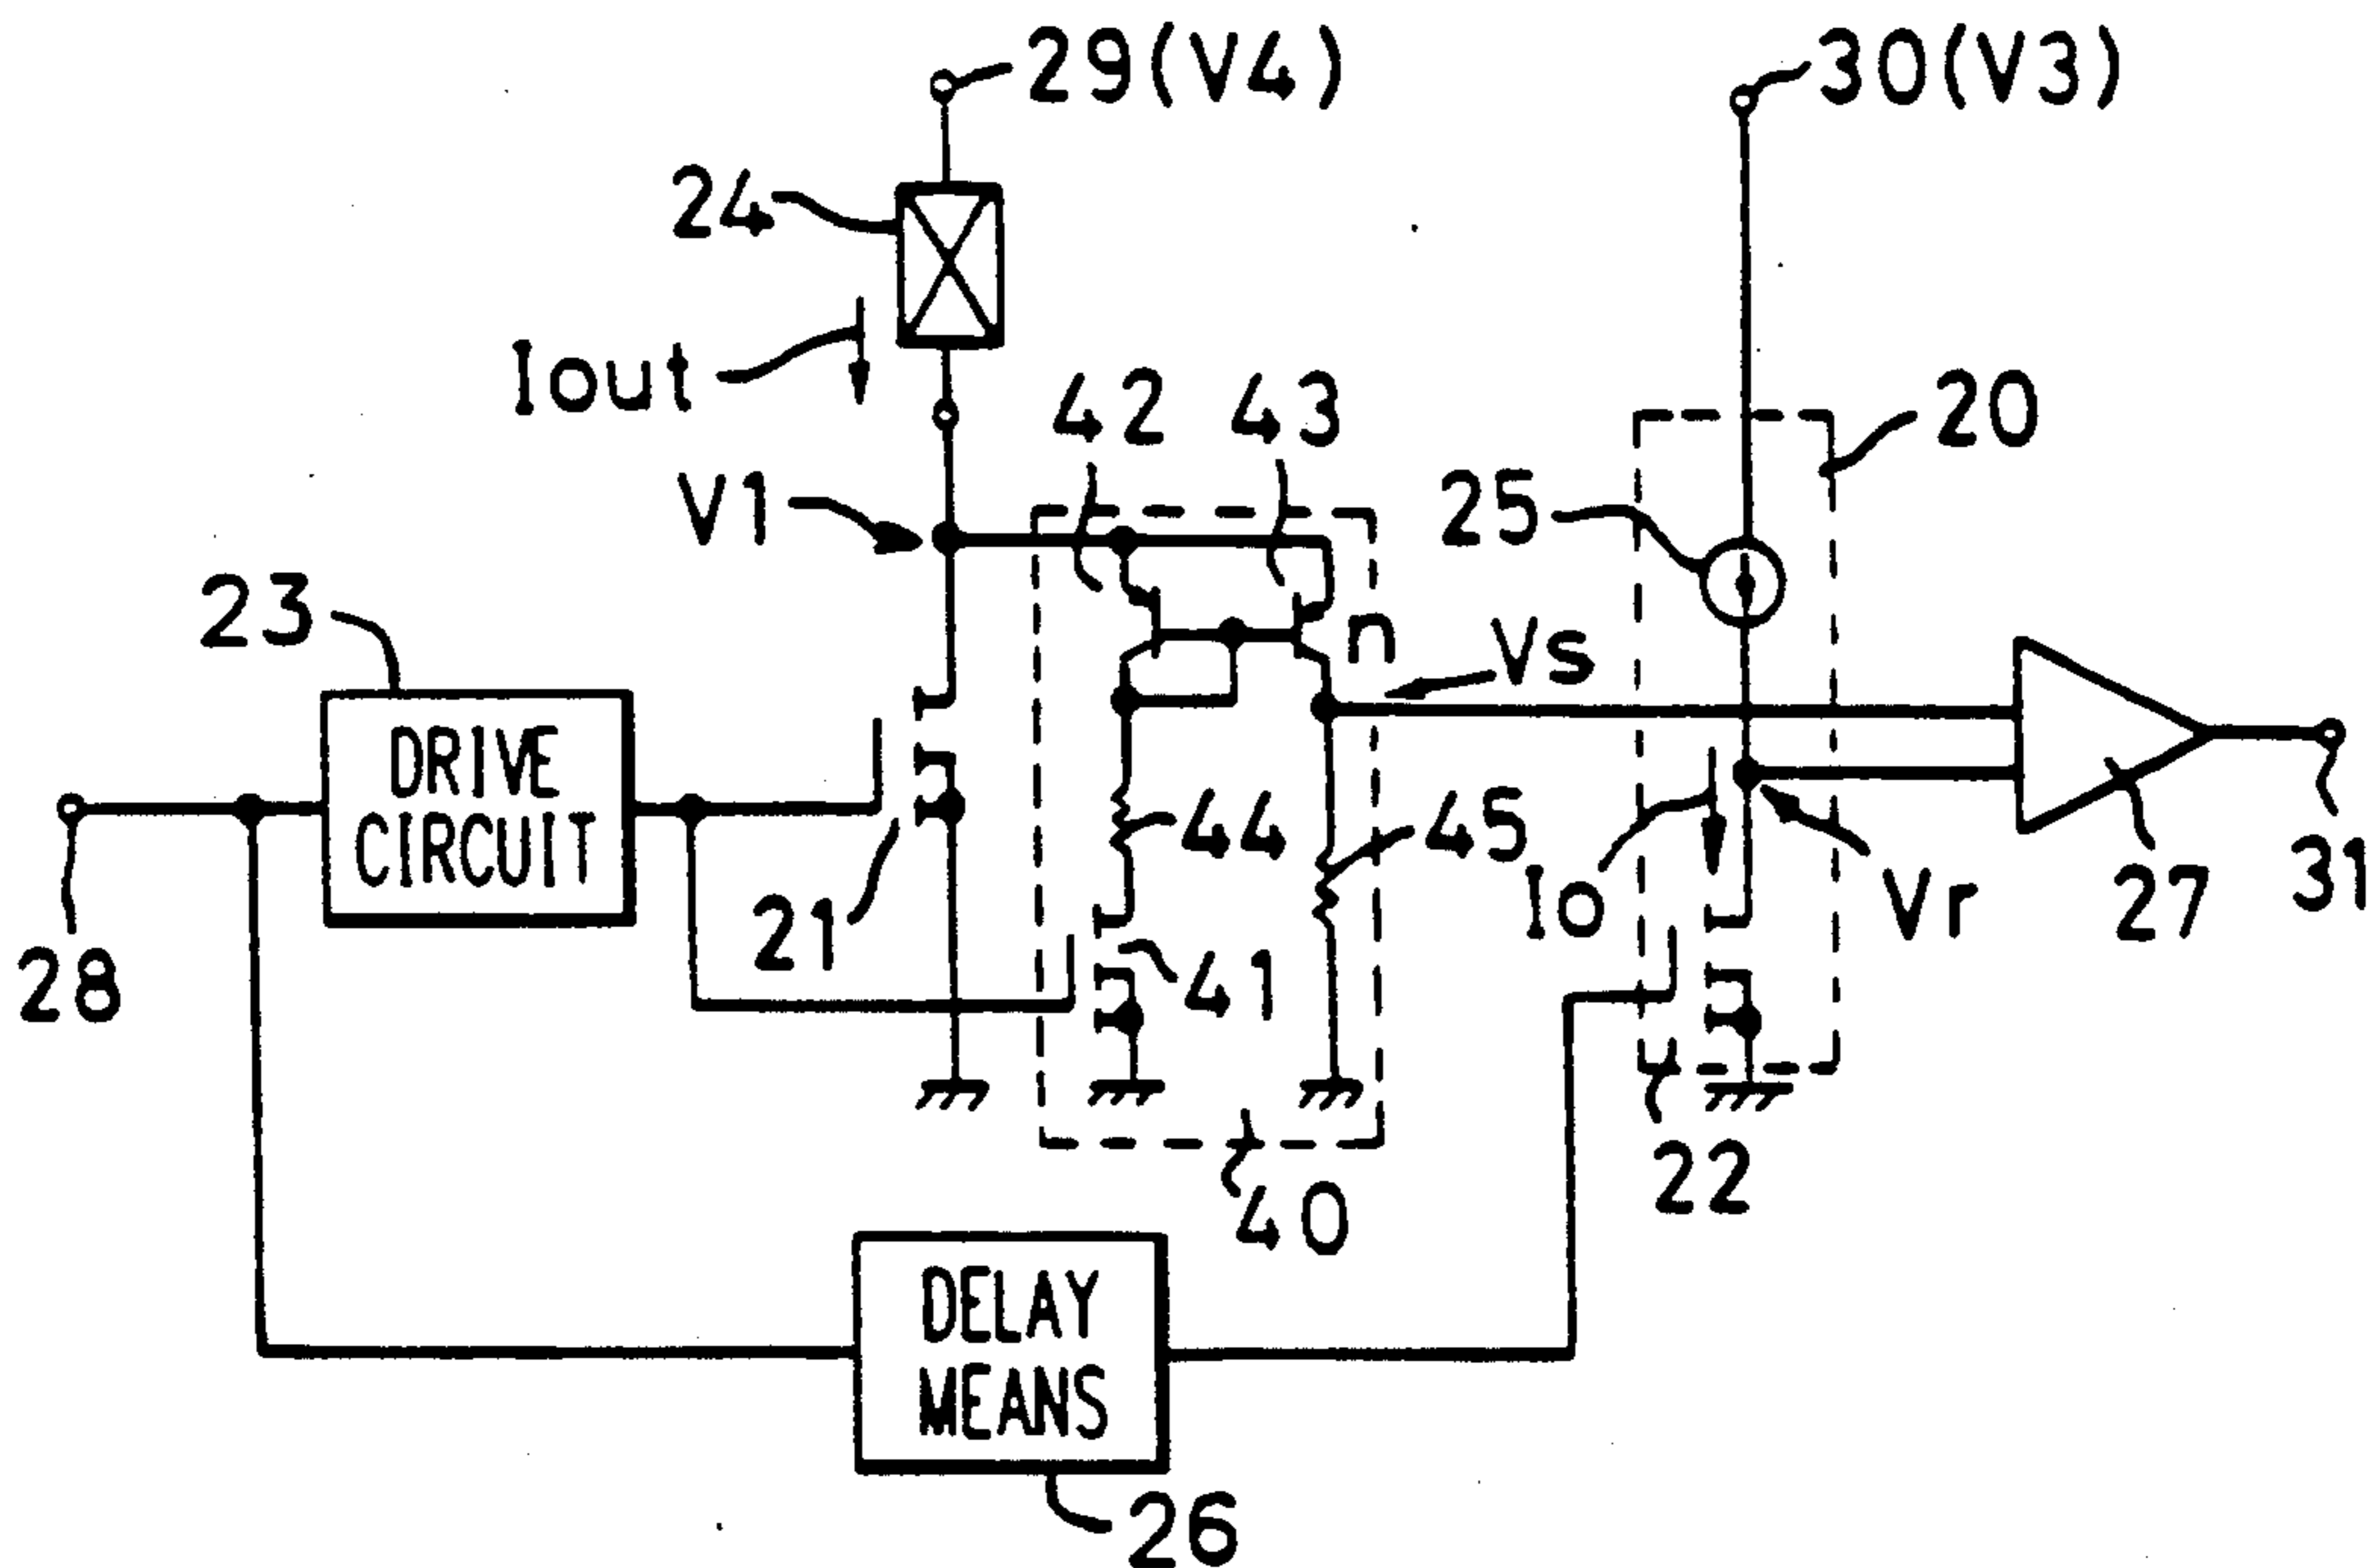 29(V4)
30(V3)
24
Iout
42
43
20
V1
25
23
n
Vs
DRIVE
CIRCUIT
44
45
21
Io
Vr
27
31
28
41
22
40
DELAY
MEANS
26